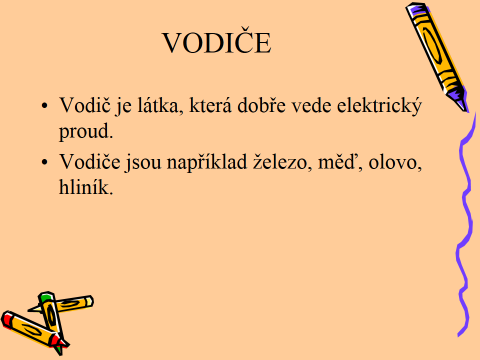 VODIČE
• Vodič je látka, která dobře vede elektrický
proud.
• Vodiče jsou například železo, měď, olovo,
hliník.